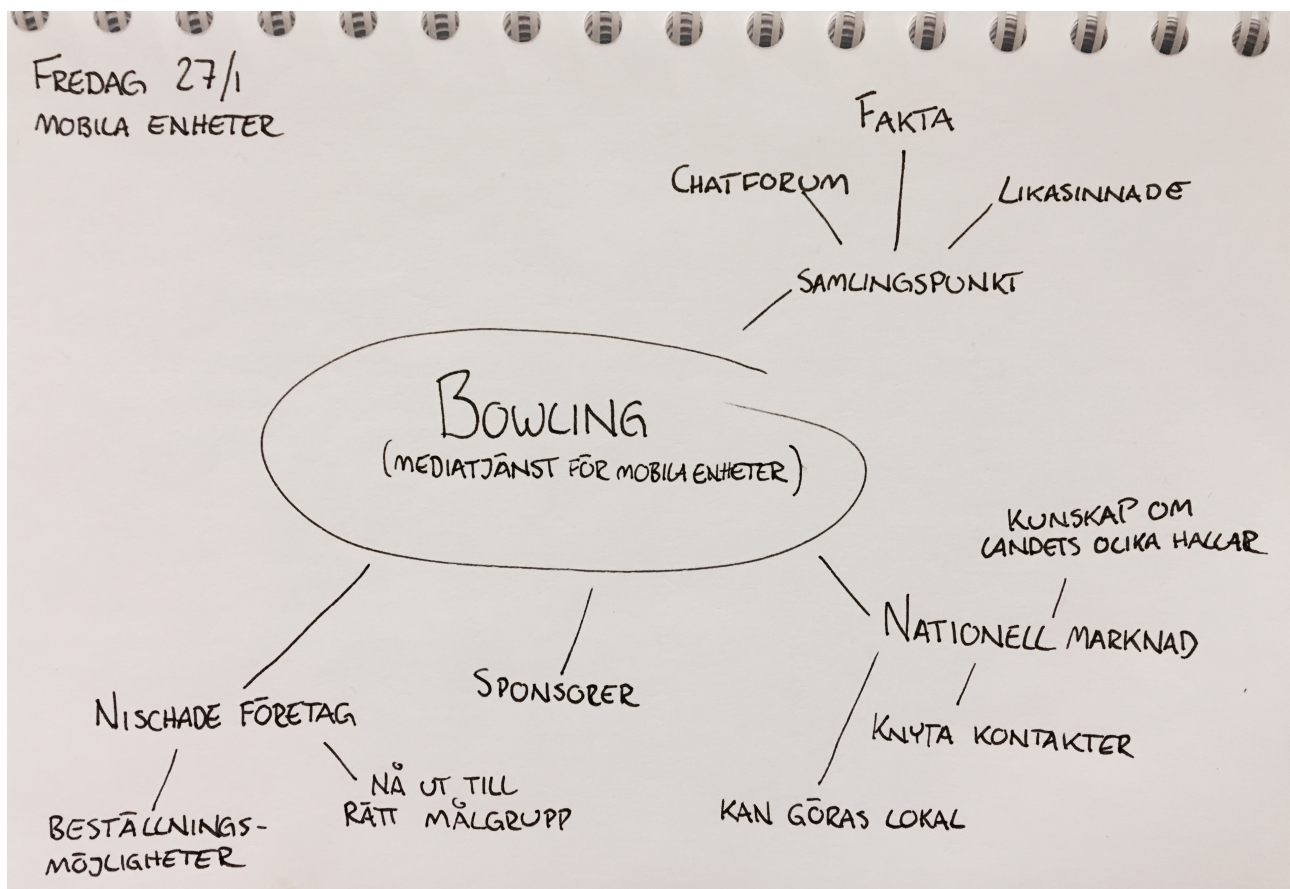 FREDAG 27/1
MOBILA ENHETER
FAKTA
CHATFORUM
LIKASINNADE
SAMLINGSPUNKT
BOWLING
(MEDIATJÄNST FÖR MOBILA ENHETER)
KUNSKAP OM
LANDETS OLIKA HALLAR
NATIONELL MARKNAD
KNYTA KONTAKTER
KAN GÖRAS LOKAL
SPONSORER
NISCHADE FÖRETAG
NÅ UT TILL
RÄTT MÅLGRUPP
BESTÄLLNINGS-
MÖJLIGHETER